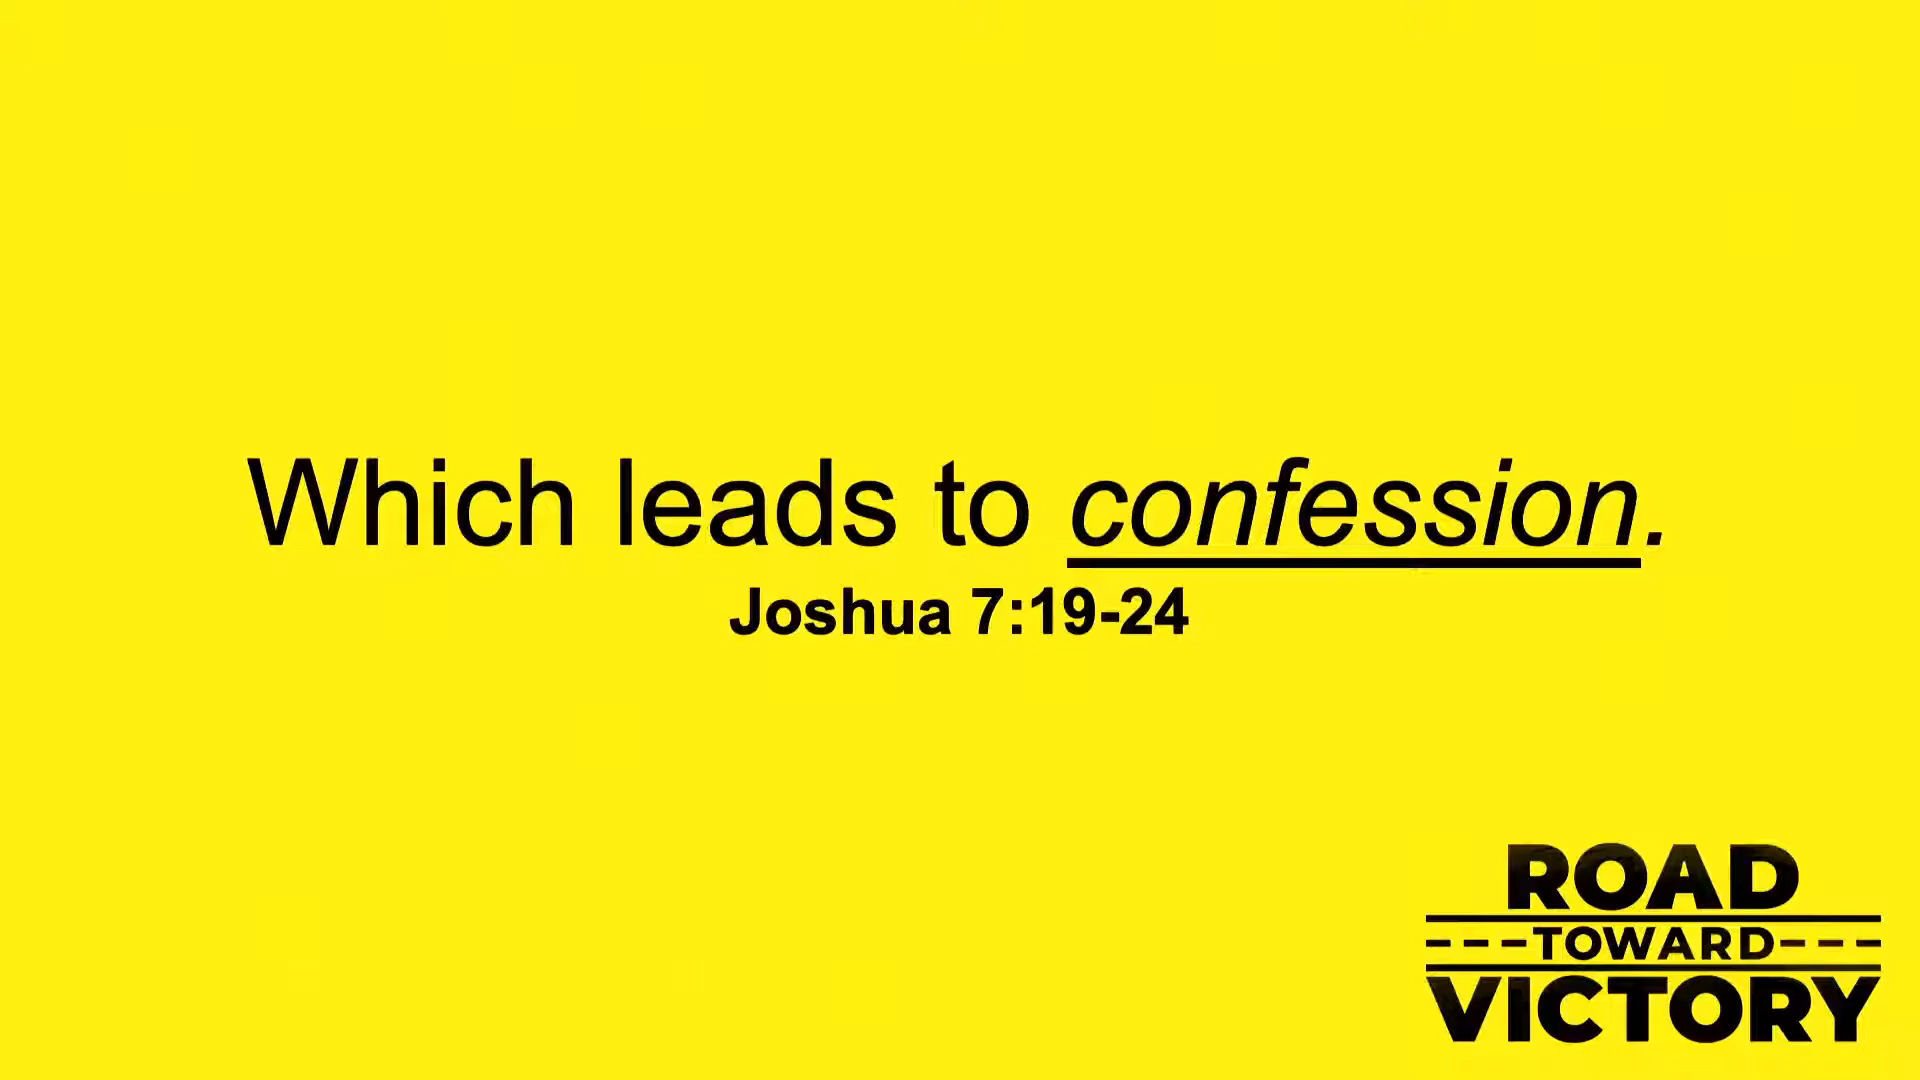 Which leads to confession.
Joshua 7:19-24
ROAD
TOWARD
VICTORY